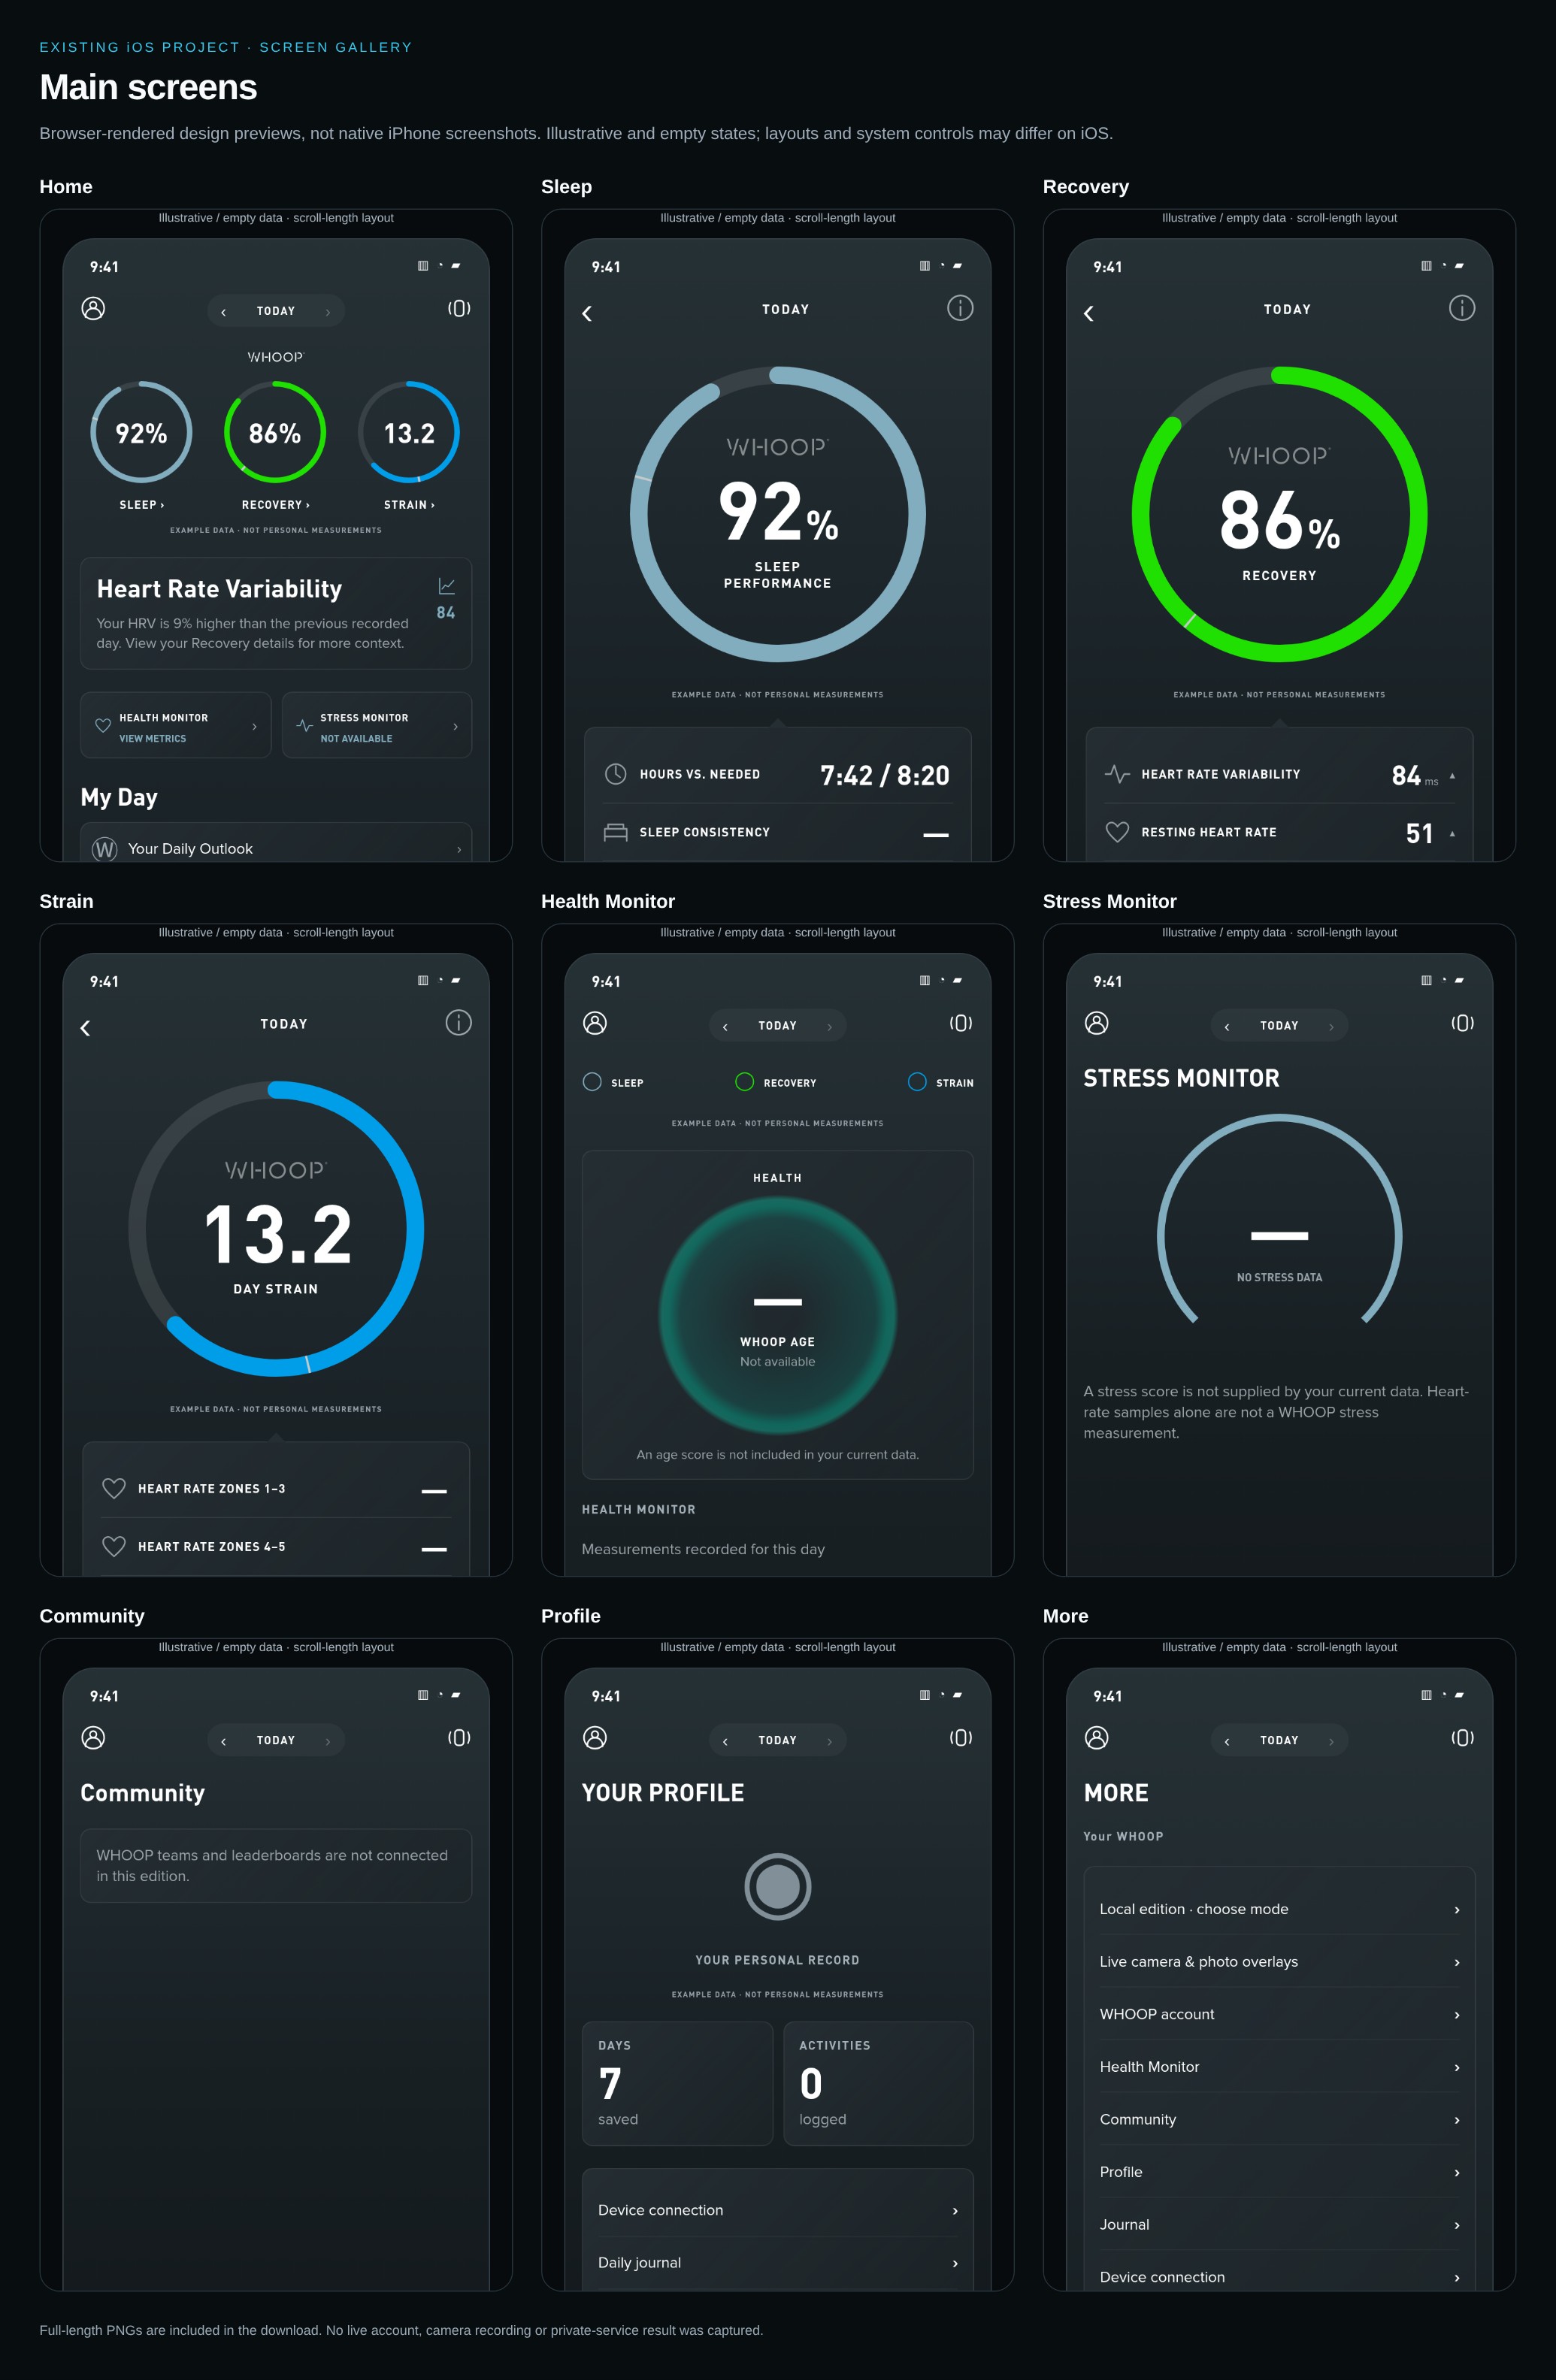 EXISTING iOS PROJECT · SCREEN GALLERY
Main screens
Browser-rendered design previews, not native iPhone screenshots. Illustrative and empty states; layouts and system controls may differ on iOS.
Home
Illustrative / empty data · scroll-length layout
9:41
‹ TODAY ›
WHOOP
92%
86%
13.2
SLEEP ›
RECOVERY ›
STRAIN ›
EXAMPLE DATA · NOT PERSONAL MEASUREMENTS
Heart Rate Variability
84
Your HRV is 9% higher than the previous recorded
day. View your Recovery details for more context.
HEALTH MONITOR
VIEW METRICS
›
STRESS MONITOR
NOT AVAILABLE
›
My Day
W Your Daily Outlook ›
Sleep
Illustrative / empty data · scroll-length layout
9:41
‹ TODAY i
WHOOP
92%
SLEEP
PERFORMANCE
EXAMPLE DATA · NOT PERSONAL MEASUREMENTS
HOURS VS. NEEDED 7:42 / 8:20
SLEEP CONSISTENCY —
Recovery
Illustrative / empty data · scroll-length layout
9:41
‹ TODAY i
WHOOP
86%
RECOVERY
EXAMPLE DATA · NOT PERSONAL MEASUREMENTS
HEART RATE VARIABILITY 84 ms ▲
RESTING HEART RATE 51 ▲
Strain
Illustrative / empty data · scroll-length layout
9:41
‹ TODAY i
WHOOP
13.2
DAY STRAIN
EXAMPLE DATA · NOT PERSONAL MEASUREMENTS
HEART RATE ZONES 1–3 —
HEART RATE ZONES 4–5 —
Health Monitor
Illustrative / empty data · scroll-length layout
9:41
‹ TODAY ›
SLEEP RECOVERY STRAIN
EXAMPLE DATA · NOT PERSONAL MEASUREMENTS
HEALTH
—
WHOOP AGE
Not available
An age score is not included in your current data.
HEALTH MONITOR
Measurements recorded for this day
Stress Monitor
Illustrative / empty data · scroll-length layout
9:41
‹ TODAY ›
STRESS MONITOR
—
NO STRESS DATA
A stress score is not supplied by your current data. Heart-
rate samples alone are not a WHOOP stress
measurement.
Community
Illustrative / empty data · scroll-length layout
9:41
‹ TODAY ›
Community
WHOOP teams and leaderboards are not connected
in this edition.
Profile
Illustrative / empty data · scroll-length layout
9:41
‹ TODAY ›
YOUR PROFILE
YOUR PERSONAL RECORD
EXAMPLE DATA · NOT PERSONAL MEASUREMENTS
DAYS
7
saved
ACTIVITIES
0
logged
Device connection ›
Daily journal ›
More
Illustrative / empty data · scroll-length layout
9:41
‹ TODAY ›
MORE
Your WHOOP
Local edition · choose mode ›
Live camera & photo overlays ›
WHOOP account ›
Health Monitor ›
Community ›
Profile ›
Journal ›
Device connection ›
Full-length PNGs are included in the download. No live account, camera recording or private-service result was captured.